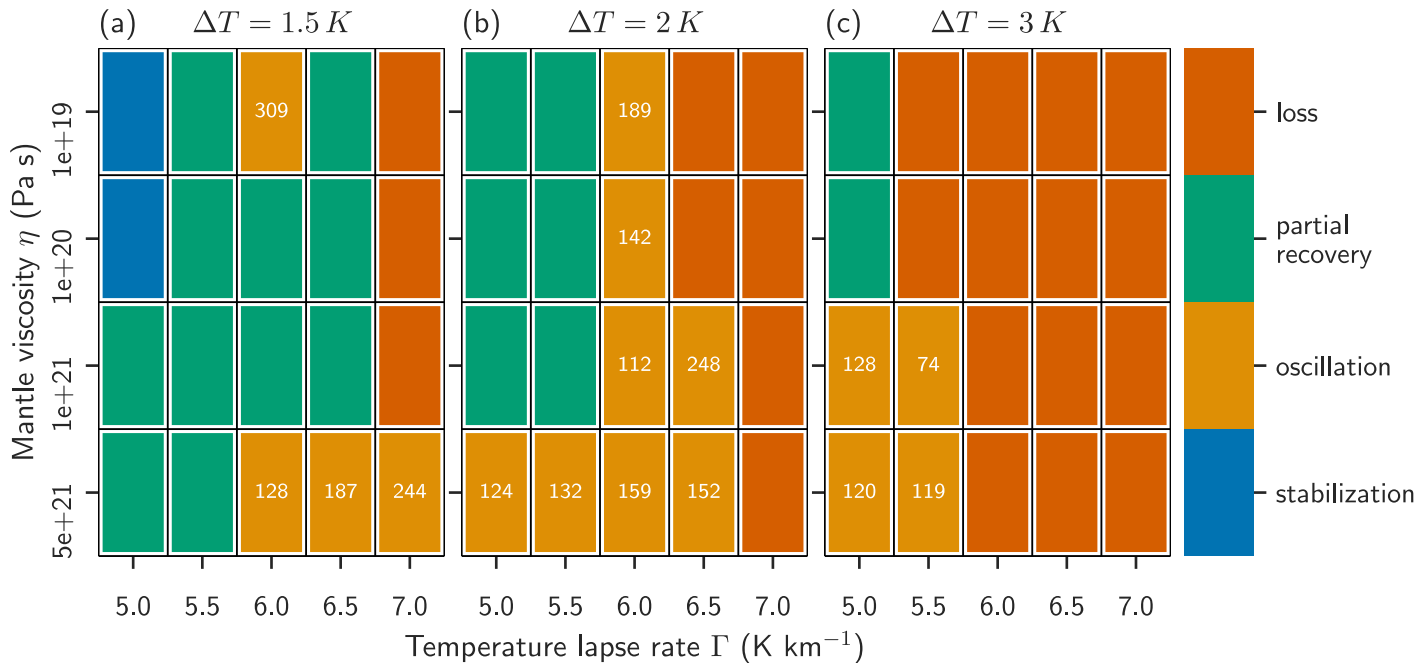 (a) ΔT = 1.5 K
(b) ΔT = 2 K
(c) ΔT = 3 K
Mantle viscosity η (Pa s)
1e+19
1e+20
1e+21
5e+21
309
189
142
112 248
128 74
128 187 244
124 132 159 152
120 119
5.0 5.5 6.0 6.5 7.0
5.0 5.5 6.0 6.5 7.0
5.0 5.5 6.0 6.5 7.0
Temperature lapse rate Γ (K km⁻¹)
loss
partial
recovery
oscillation
stabilization